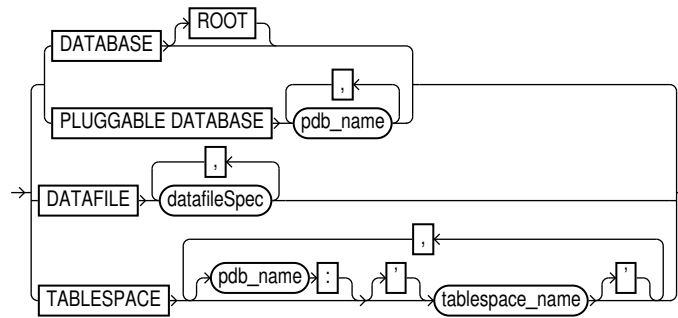 ROOT
DATABASE
,
PLUGGABLE DATABASE pdb_name
,
DATAFILE datafileSpec
,
TABLESPACE pdb_name : ' tablespace_name '